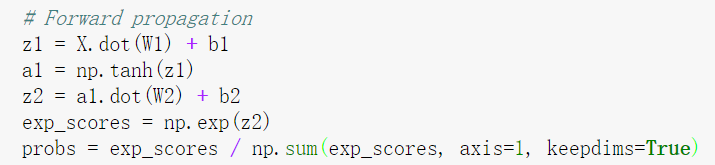 # Forward propagation
z1 = X.dot(W1) + b1
a1 = np.tanh(z1)
z2 = a1.dot(W2) + b2
exp_scores = np.exp(z2)
probs = exp_scores / np.sum(exp_scores, axis=1, keepdims=True)